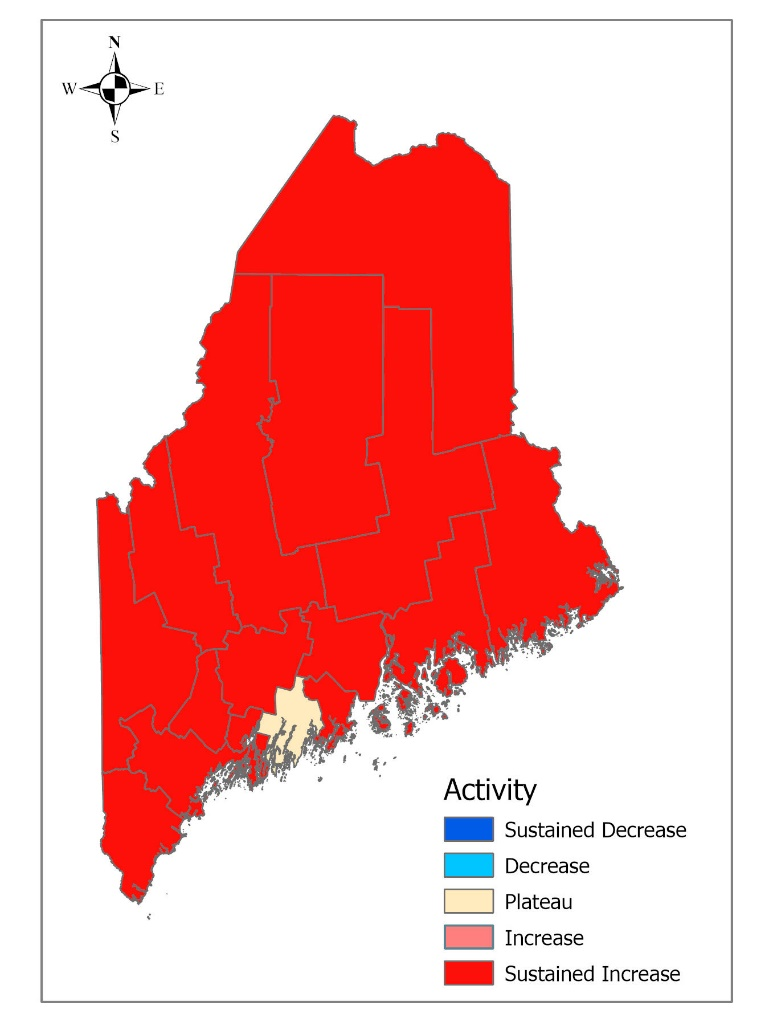 N
W E
S
Activity
Sustained Decrease
Decrease
Plateau
Increase
Sustained Increase